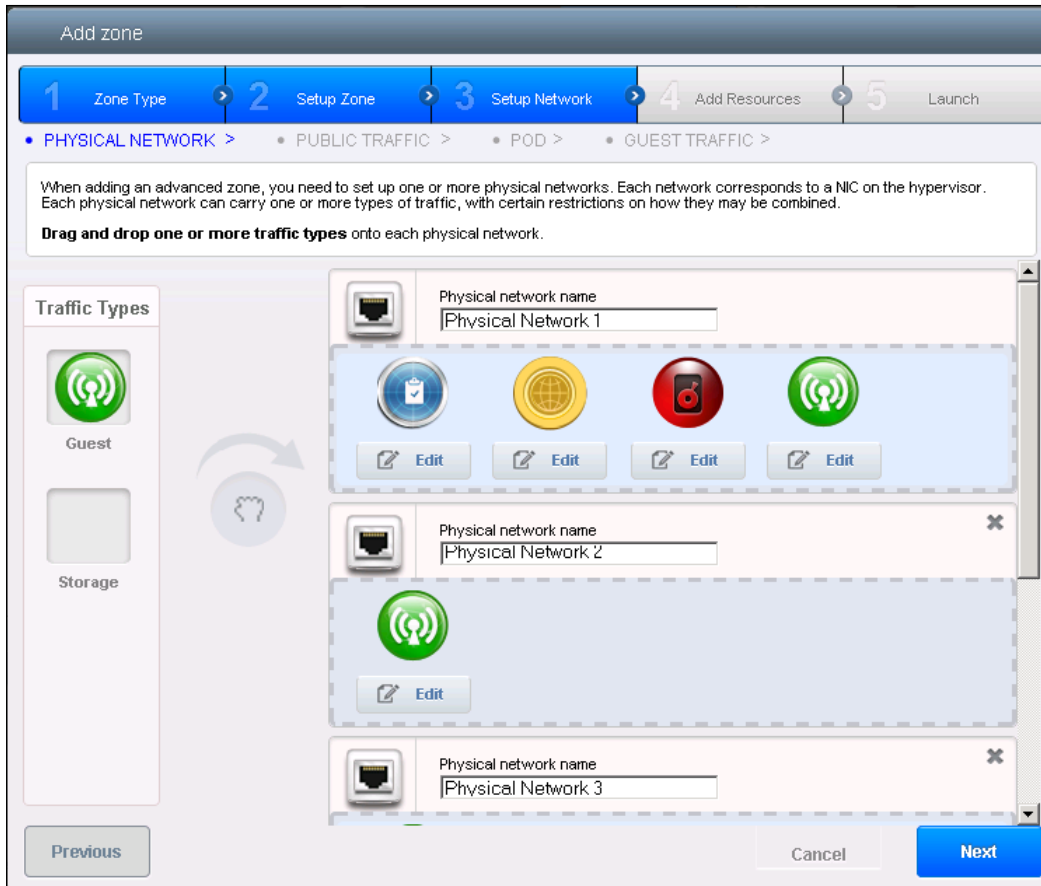 Add zone
1 Zone Type 2 Setup Zone 3 Setup Network 4 Add Resources 5 Launch
• PHYSICAL NETWORK > • PUBLIC TRAFFIC > • POD > • GUEST TRAFFIC >
When adding an advanced zone, you need to set up one or more physical networks. Each network corresponds to a NIC on the hypervisor.
Each physical network can carry one or more types of traffic, with certain restrictions on how they may be combined.
Drag and drop one or more traffic types onto each physical network.
Traffic Types
Guest
Storage
Physical network name
Physical Network 1
Edit Edit Edit Edit
Physical network name
Physical Network 2
Edit
Physical network name
Physical Network 3
Previous Cancel Next